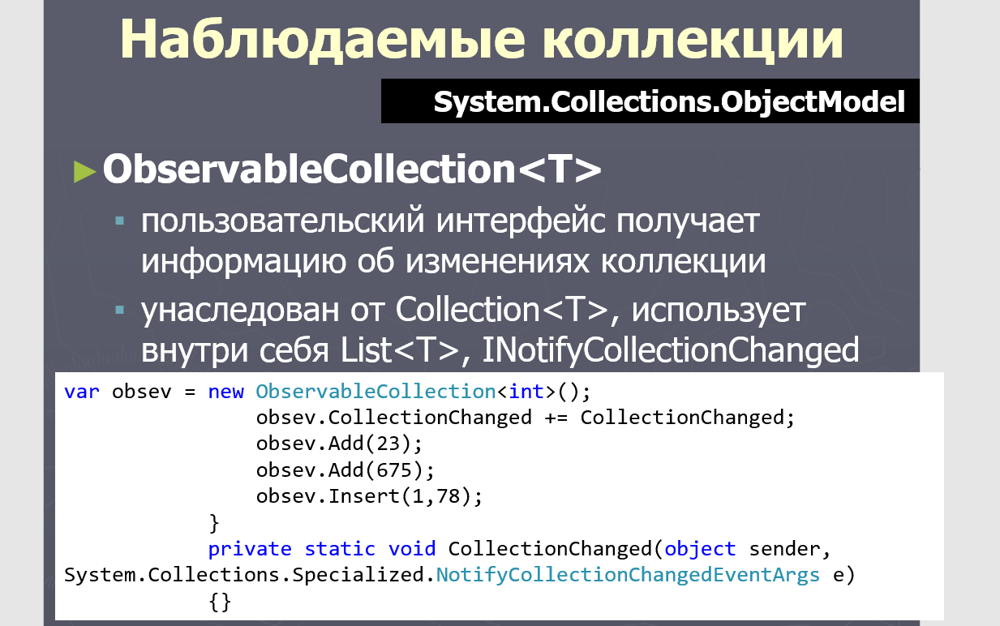 Наблюдаемые коллекции
System.Collections.ObjectModel
ObservableCollection<T>
пользовательский интерфейс получает
информацию об изменениях коллекции
унаследован от Collection<T>, использует
внутри себя List<T>, INotifyCollectionChanged
var obsev = new ObservableCollection<int>();
obsev.CollectionChanged += CollectionChanged;
obsev.Add(23);
obsev.Add(675);
obsev.Insert(1,78);
}
private static void CollectionChanged(object sender,
System.Collections.Specialized.NotifyCollectionChangedEventArgs e)
{}